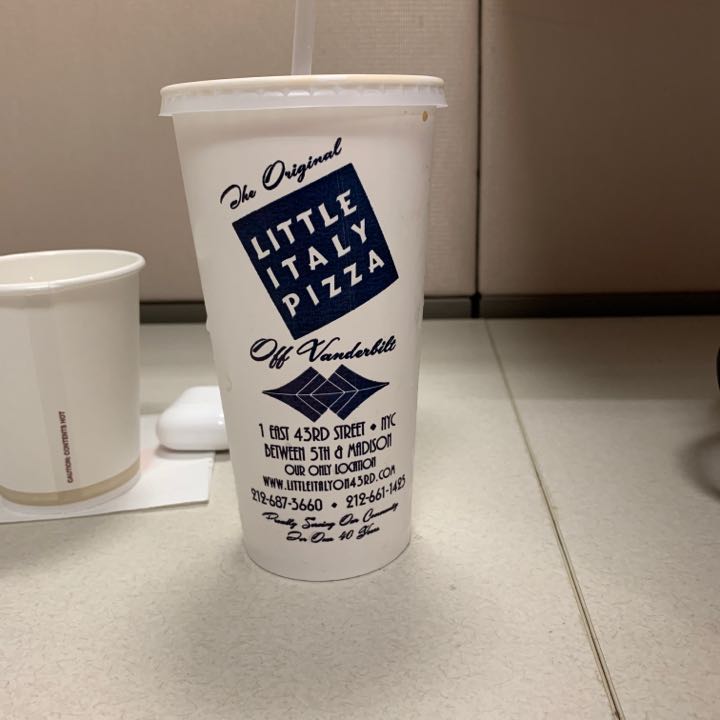 The Original
LITTLE
ITALY
PIZZA
Off Vanderbilt
1 EAST 43RD STREET • NYC
BETWEEN 5TH & MADISON
OUR ONLY LOCATION
WWW.LITTLEITALYON43RD.COM
212-687-3660 • 212-661-1425
Proudly Serving Our Community
For Over 40 Years
CAUTION: CONTENTS HOT